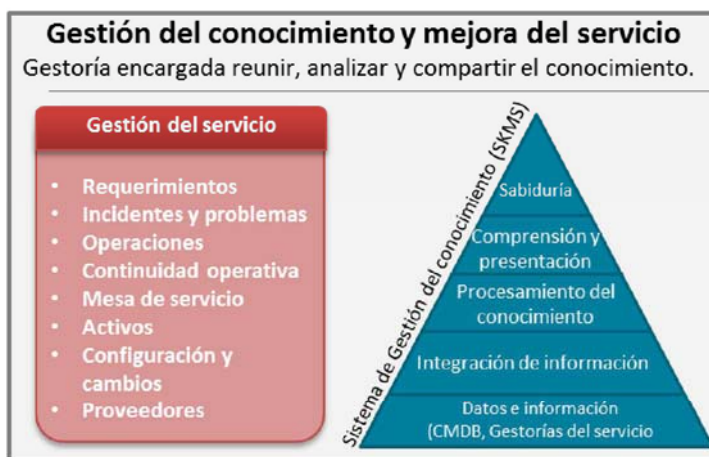 Gestión del conocimiento y mejora del servicio
Gestoría encargada reunir, analizar y compartir el conocimiento.
Gestión del servicio
• Requerimientos
• Incidentes y problemas
• Operaciones
• Continuidad operativa
• Mesa de servicio
• Activos
• Configuración y
cambios
• Proveedores
Sistema de Gestión del conocimiento (SKMS)
Sabiduría
Comprensión y
presentación
Procesamiento del
conocimiento
Integración de información
Datos e información
(CMDB, Gestorías del servicio